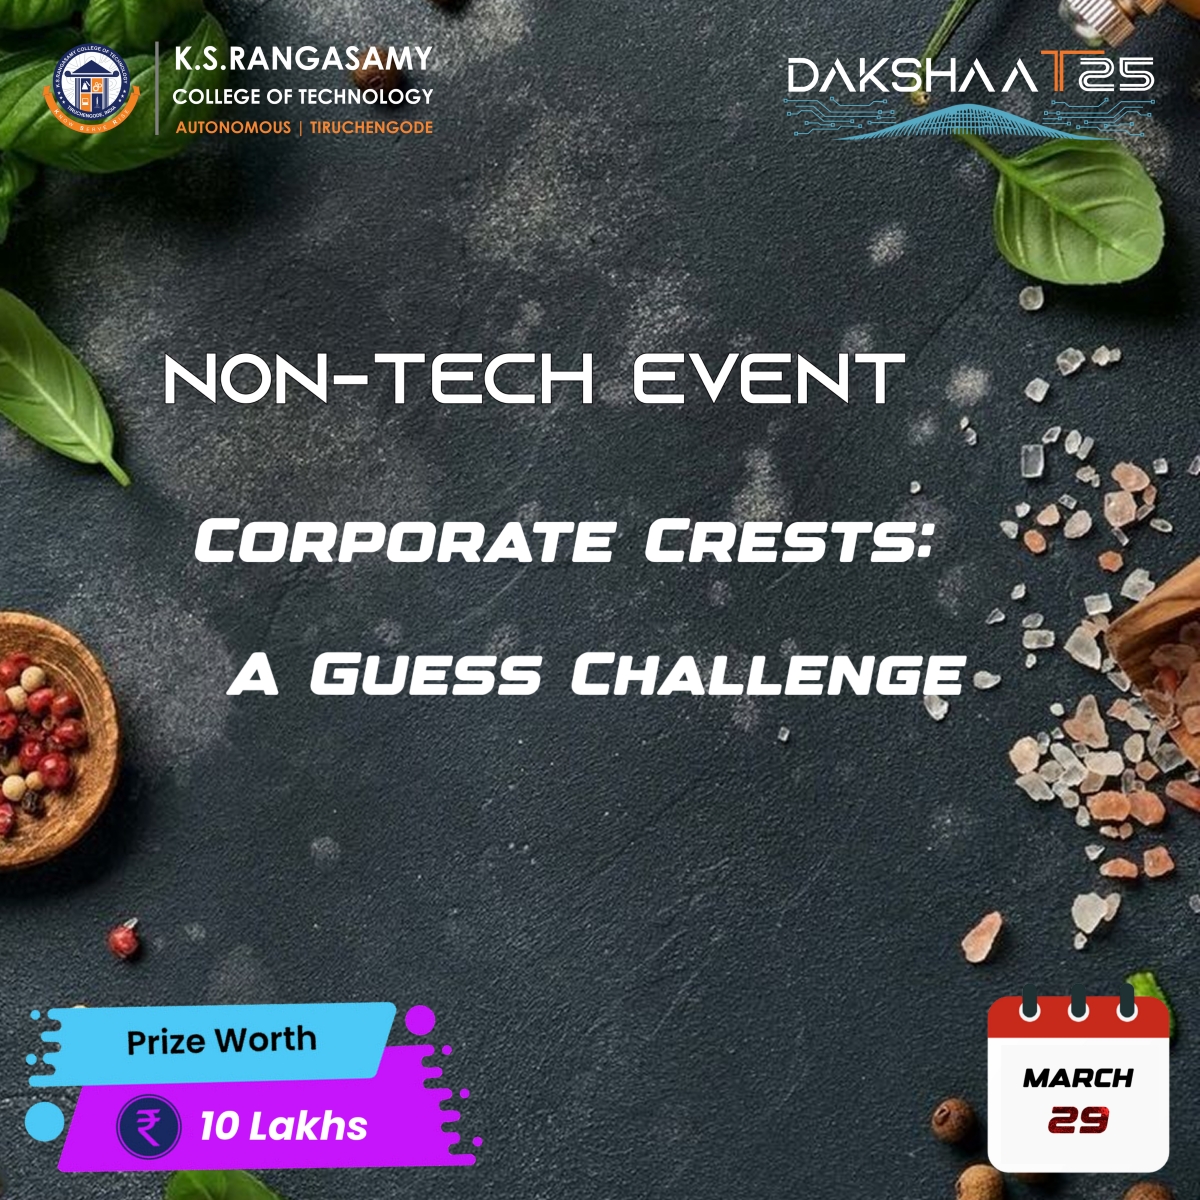 K.S.RANGASAMY
COLLEGE OF TECHNOLOGY
AUTONOMOUS | TIRUCHENGODE
DAKSHAA T25
NON-TECH EVENT
CORPORATE CRESTS:
A GUESS CHALLENGE
Prize Worth
₹ 10 Lakhs
MARCH
29